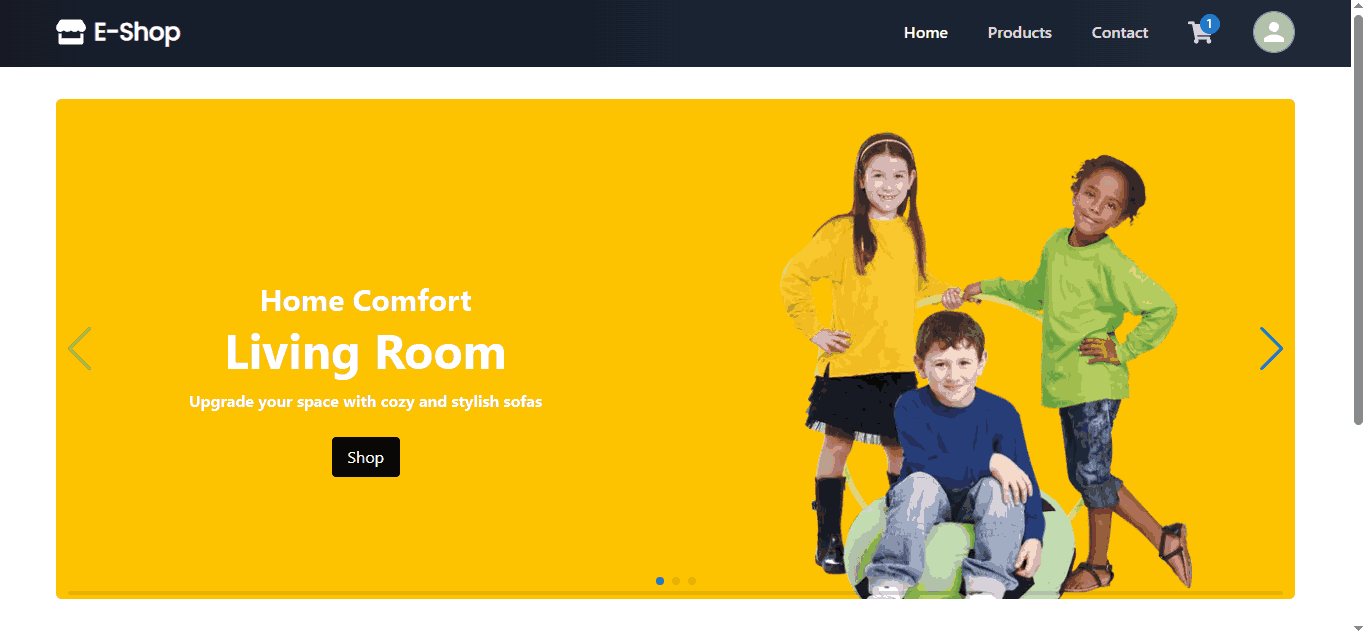 E-Shop
Home
Products
Contact
1
Home Comfort
Living Room
Upgrade your space with cozy and stylish sofas
Shop